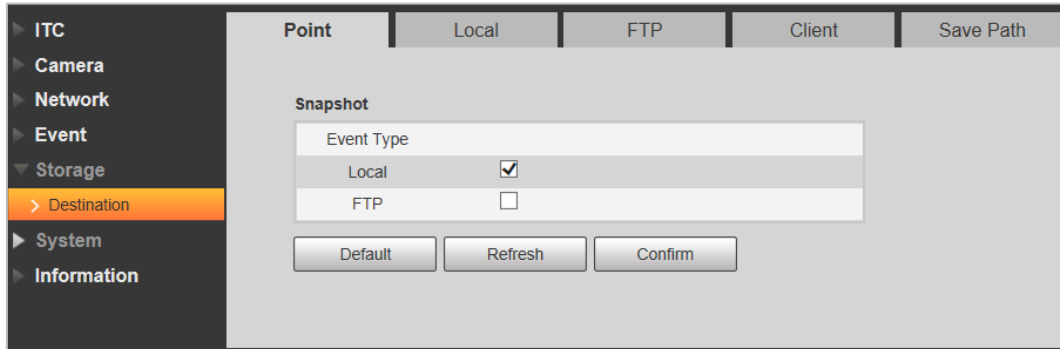 ITC
Camera
Network
Event
Storage
Destination
System
Information
Point Local FTP Client Save Path
Snapshot
Event Type
Local
FTP
Default Refresh Confirm